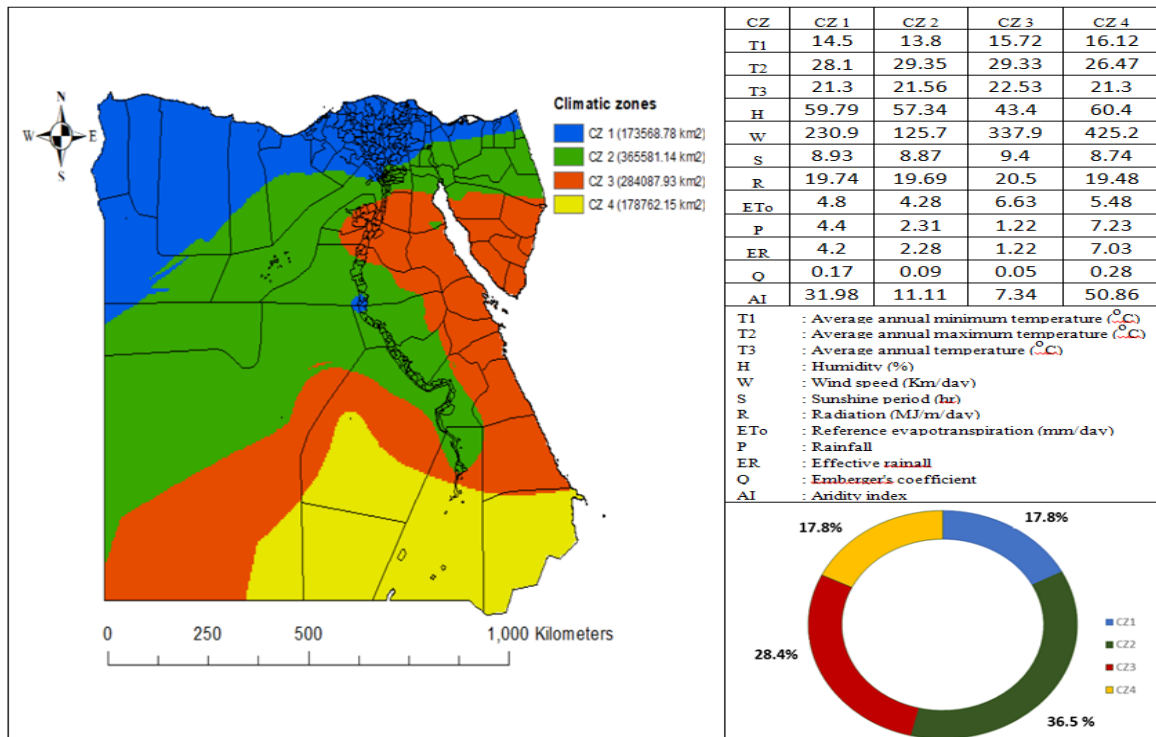 N
W E
S
Climatic zones
CZ 1 (173568.78 km2)
CZ 2 (365581.14 km2)
CZ 3 (284087.93 km2)
CZ 4 (178762.15 km2)
0 250 500 1,000 Kilometers
CZ CZ 1 CZ 2 CZ 3 CZ 4
T1 14.5 13.8 15.72 16.12
T2 28.1 29.35 29.33 26.47
T3 21.3 21.56 22.53 21.3
H 59.79 57.34 43.4 60.4
W 230.9 125.7 337.9 425.2
S 8.93 8.87 9.4 8.74
R 19.74 19.69 20.5 19.48
ETo 4.8 4.28 6.63 5.48
P 4.4 2.31 1.22 7.23
ER 4.2 2.28 1.22 7.03
Q 0.17 0.09 0.05 0.28
AI 31.98 11.11 7.34 50.86
T1 : Average annual minimum temperature (°C)
T2 : Average annual maximum temperature (°C)
T3 : Average annual temperature (°C)
H : Humidity (%)
W : Wind speed (Km/day)
S : Sunshine period (hr)
R : Radiation (MJ/m/day)
ETo : Reference evapotranspiration (mm/day)
P : Rainfall
ER : Effective rainall
Q : Emberger's coefficient
AI : Aridity index
17.8% 17.8%
28.4%
36.5 %
CZ1
CZ2
CZ3
CZ4